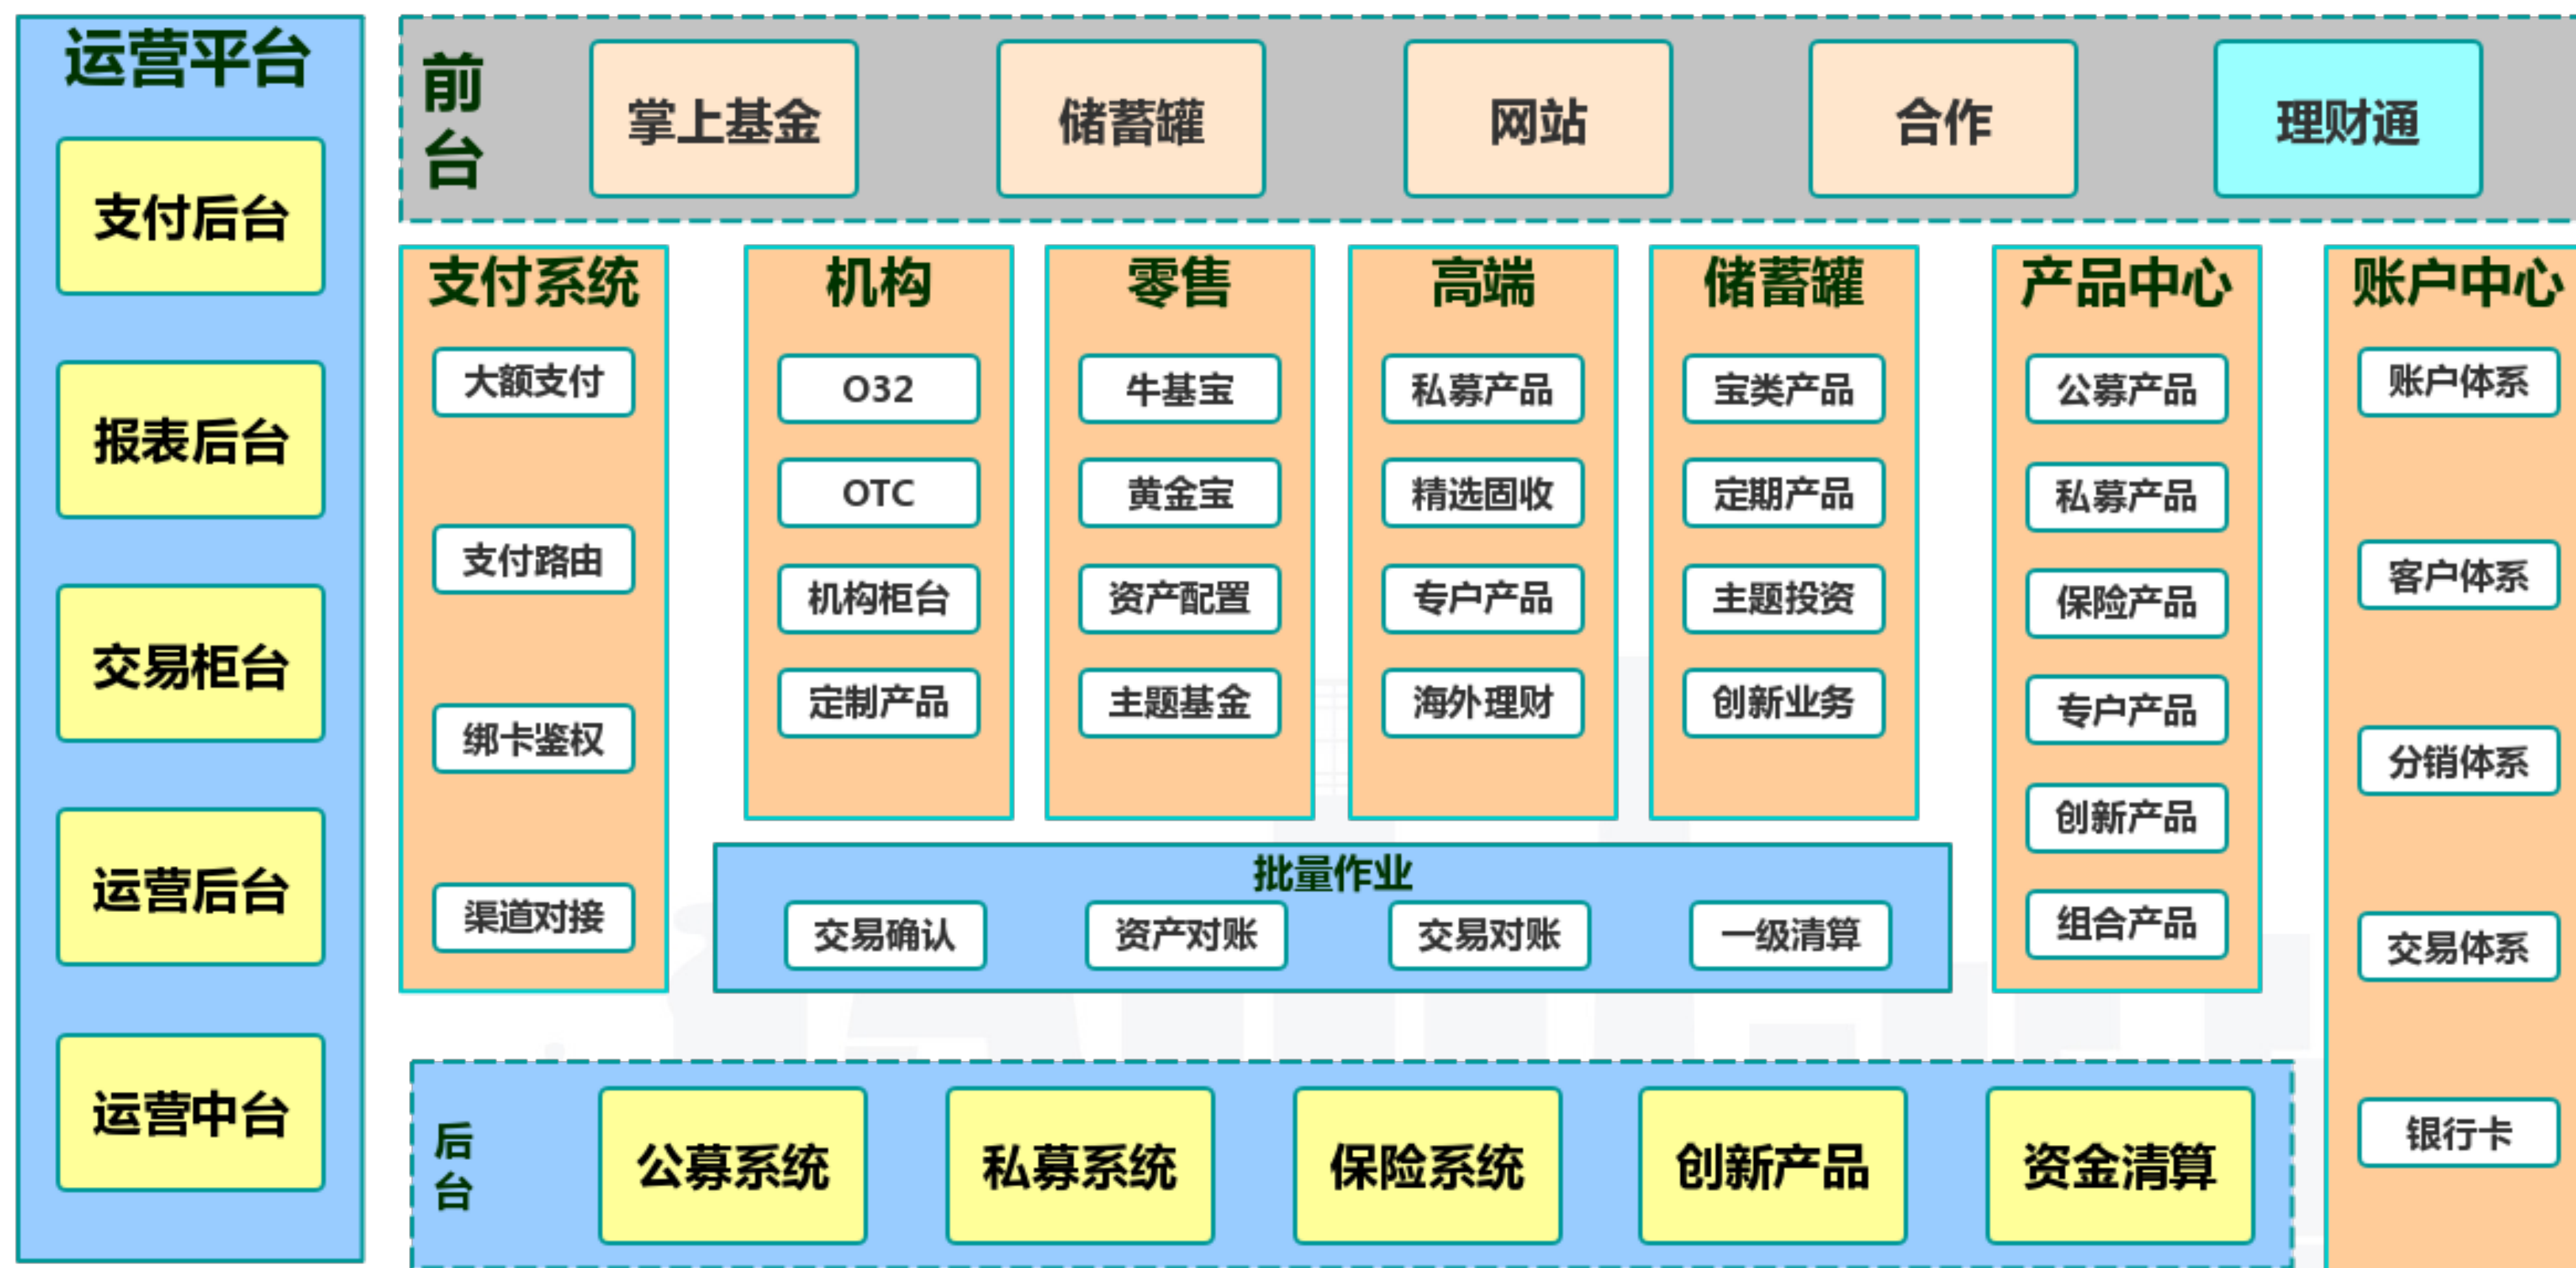 运营平台
支付后台
报表后台
交易柜台
运营后台
运营中台
前
台
掌上基金
储蓄罐
网站
合作
理财通
支付系统
大额支付
支付路由
绑卡鉴权
渠道对接
机构
O32
OTC
机构柜台
定制产品
零售
牛基宝
黄金宝
资产配置
主题基金
高端
私募产品
精选固收
专户产品
海外理财
储蓄罐
宝类产品
定期产品
主题投资
创新业务
批量作业
交易确认
资产对账
交易对账
一级清算
产品中心
公募产品
私募产品
保险产品
专户产品
创新产品
组合产品
账户中心
账户体系
客户体系
分销体系
交易体系
银行卡
后
台
公募系统
私募系统
保险系统
创新产品
资金清算